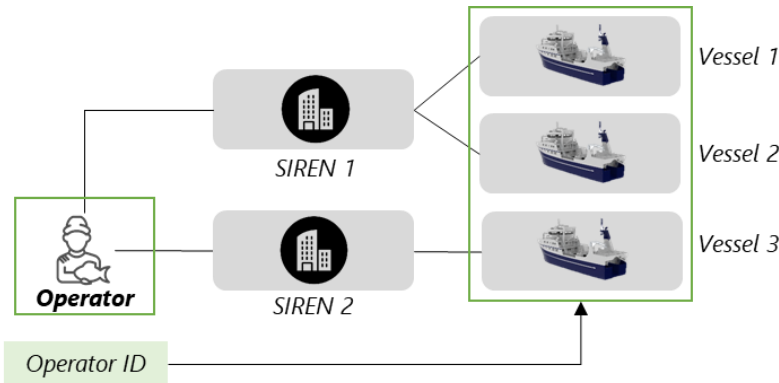 Vessel 1
SIREN 1
Vessel 2
Operator
SIREN 2
Vessel 3
Operator ID